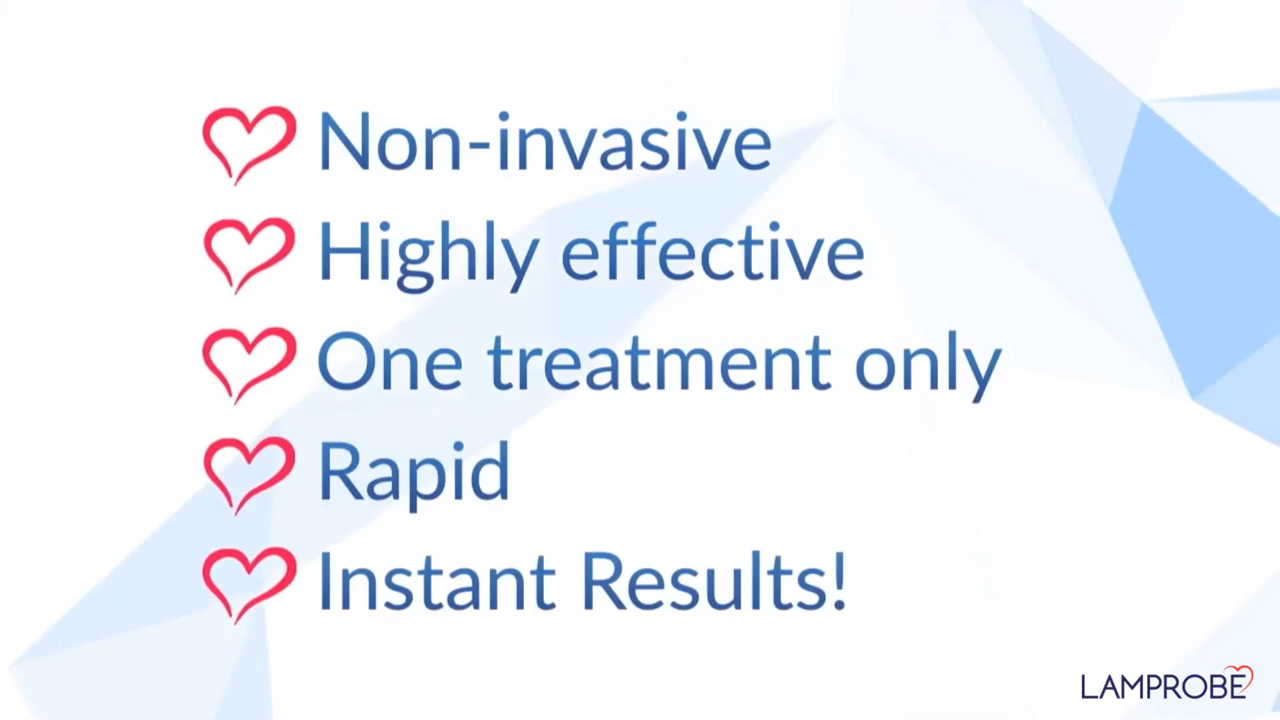 Non-invasive
Highly effective
One treatment only
Rapid
Instant Results!
LAMPROBE